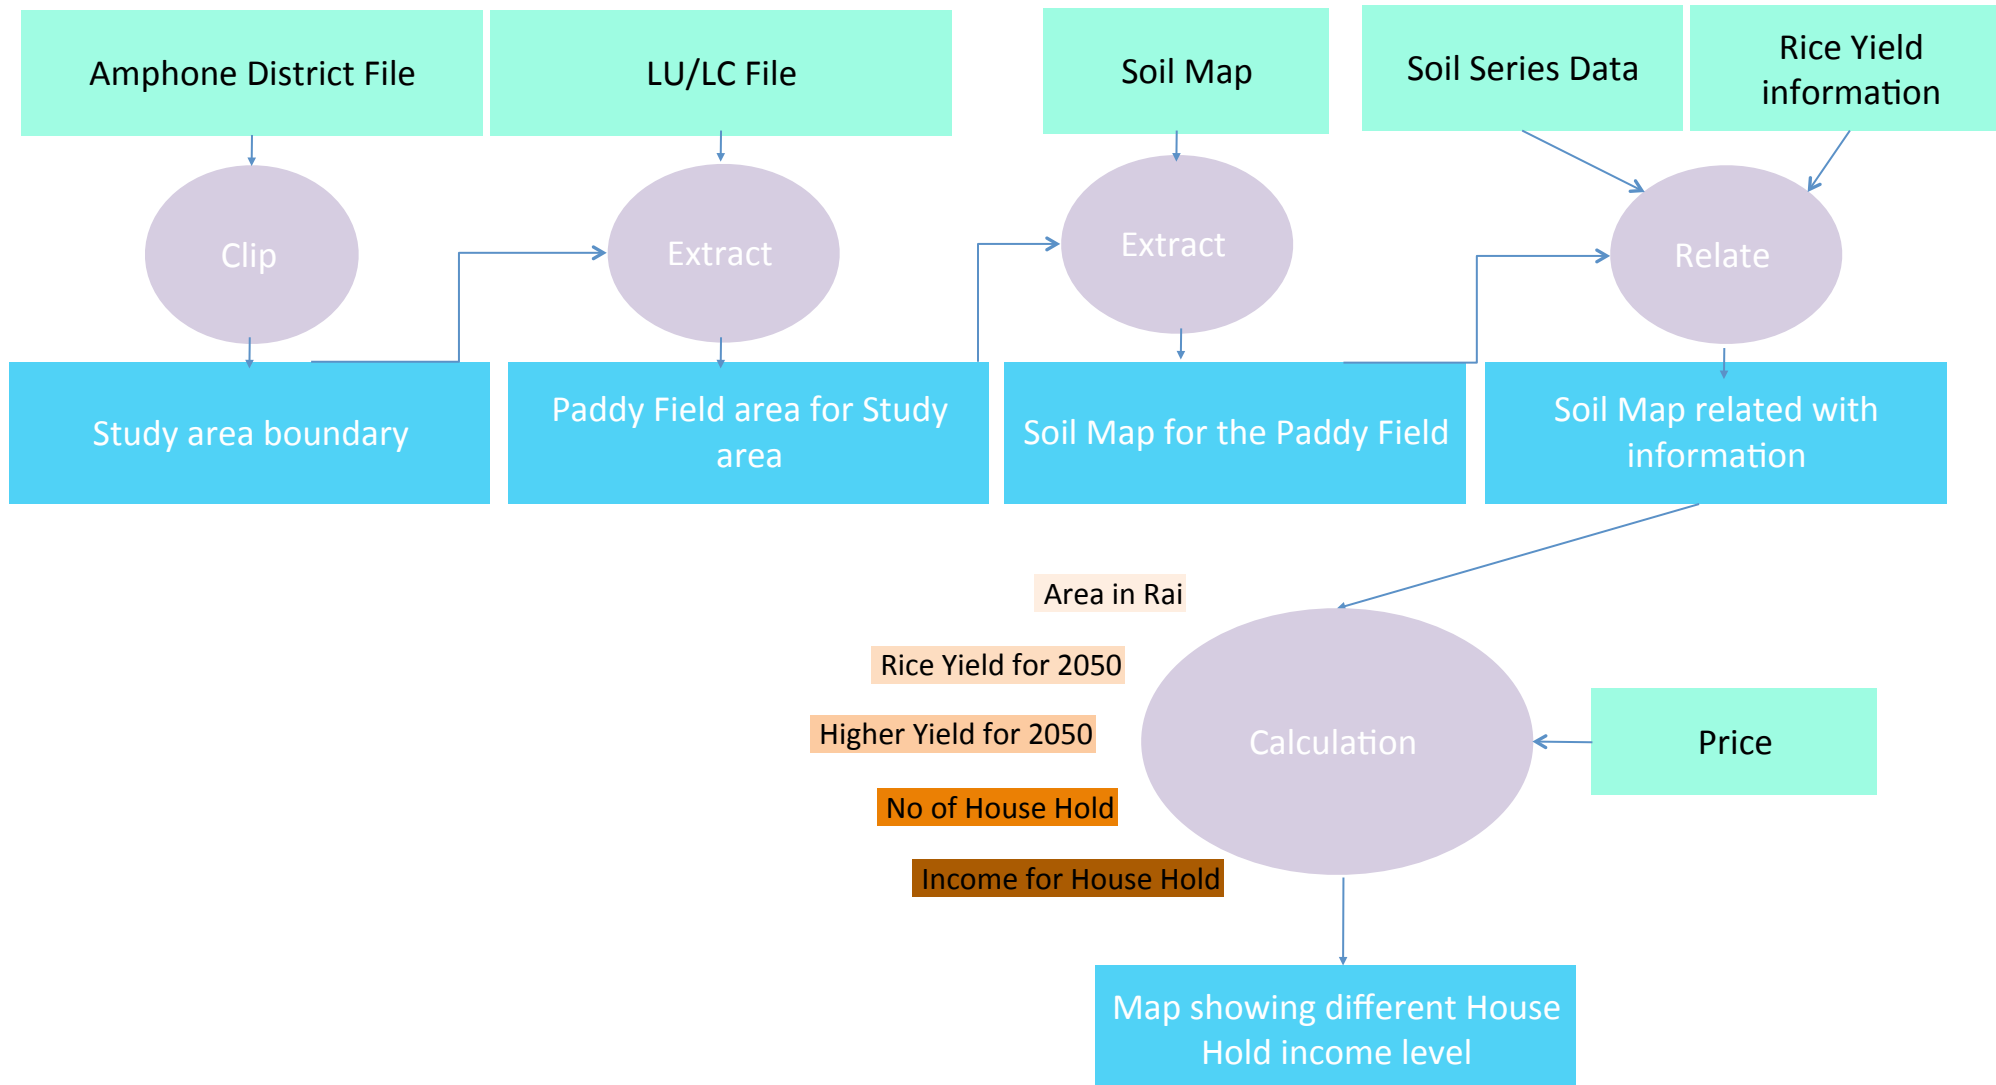 Amphone District File
LU/LC File
Soil Map
Soil Series Data
Rice Yield
information
Clip
Extract
Extract
Relate
Study area boundary
Paddy Field area for Study
area
Soil Map for the Paddy Field
Soil Map related with
information
Area in Rai
Rice Yield for 2050
Higher Yield for 2050
No of House Hold
Income for House Hold
Calculation
Price
Map showing different House
Hold income level